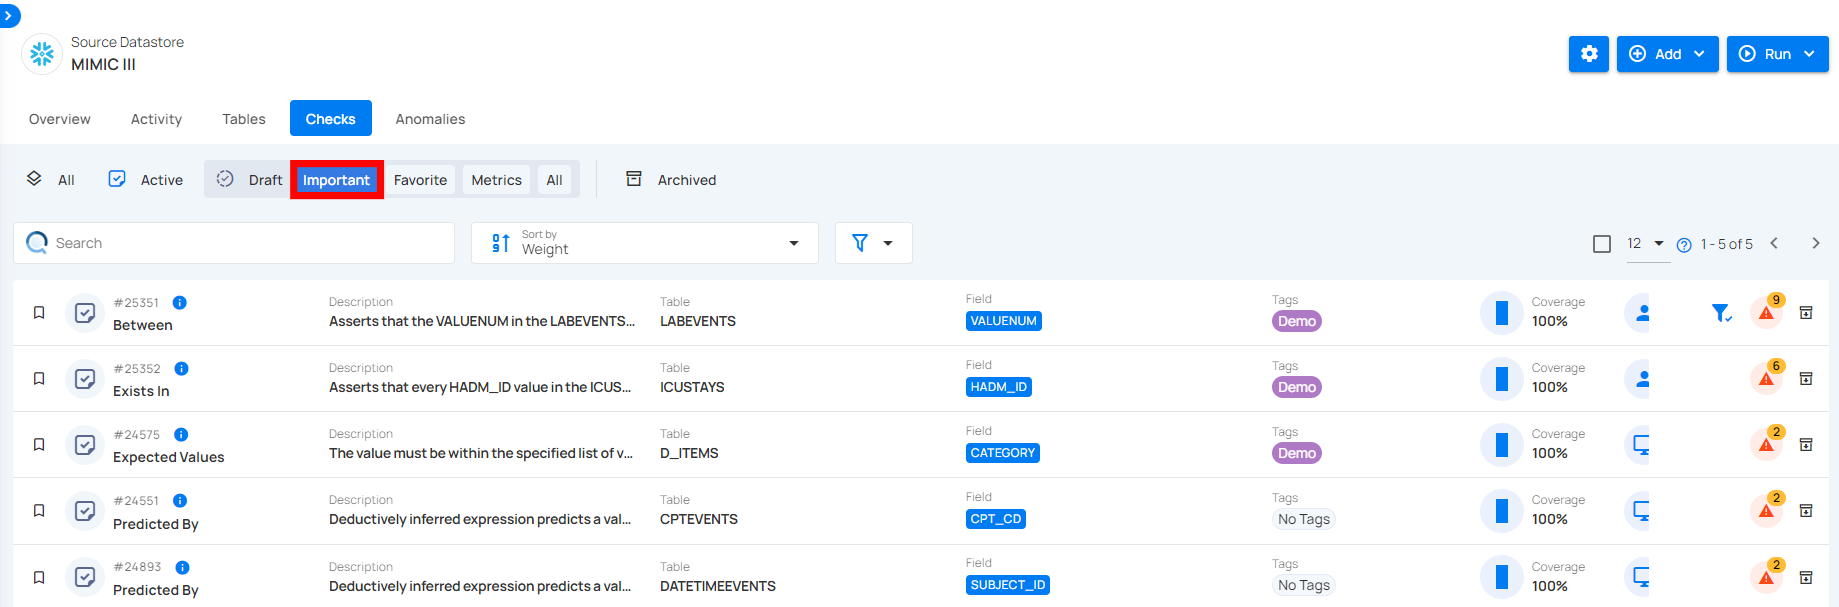 Source Datastore
MIMIC III
Add
Run
Overview
Activity
Tables
Checks
Anomalies
All
Active
Draft
Important
Favorite
Metrics
All
Archived
Search
Sort by
Weight
12
1 - 5 of 5
#25351
Between
Description
Asserts that the VALUENUM in the LABEVENTS...
Table
LABEVENTS
Field
VALUENUM
Tags
Demo
Coverage
100%
9
#25352
Exists In
Description
Asserts that every HADM_ID value in the ICUS...
Table
ICUSTAYS
Field
HADM_ID
Tags
Demo
Coverage
100%
6
#24575
Expected Values
Description
The value must be within the specified list of v...
Table
D_ITEMS
Field
CATEGORY
Tags
Demo
Coverage
100%
2
#24551
Predicted By
Description
Deductively inferred expression predicts a val...
Table
CPTEVENTS
Field
CPT_CD
Tags
No Tags
Coverage
100%
2
#24893
Predicted By
Description
Deductively inferred expression predicts a val...
Table
DATETIMEEVENTS
Field
SUBJECT_ID
Tags
No Tags
Coverage
100%
2